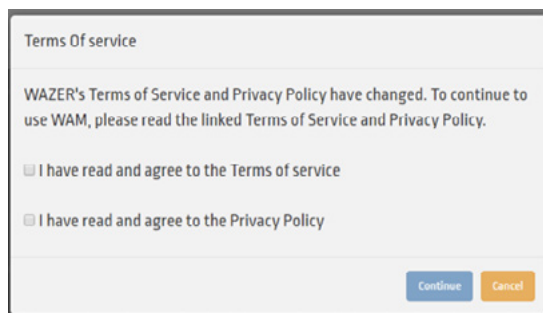 Terms Of service
WAZER's Terms of Service and Privacy Policy have changed. To continue to
use WAM, please read the linked Terms of Service and Privacy Policy.
I have read and agree to the Terms of service
I have read and agree to the Privacy Policy
Continue Cancel